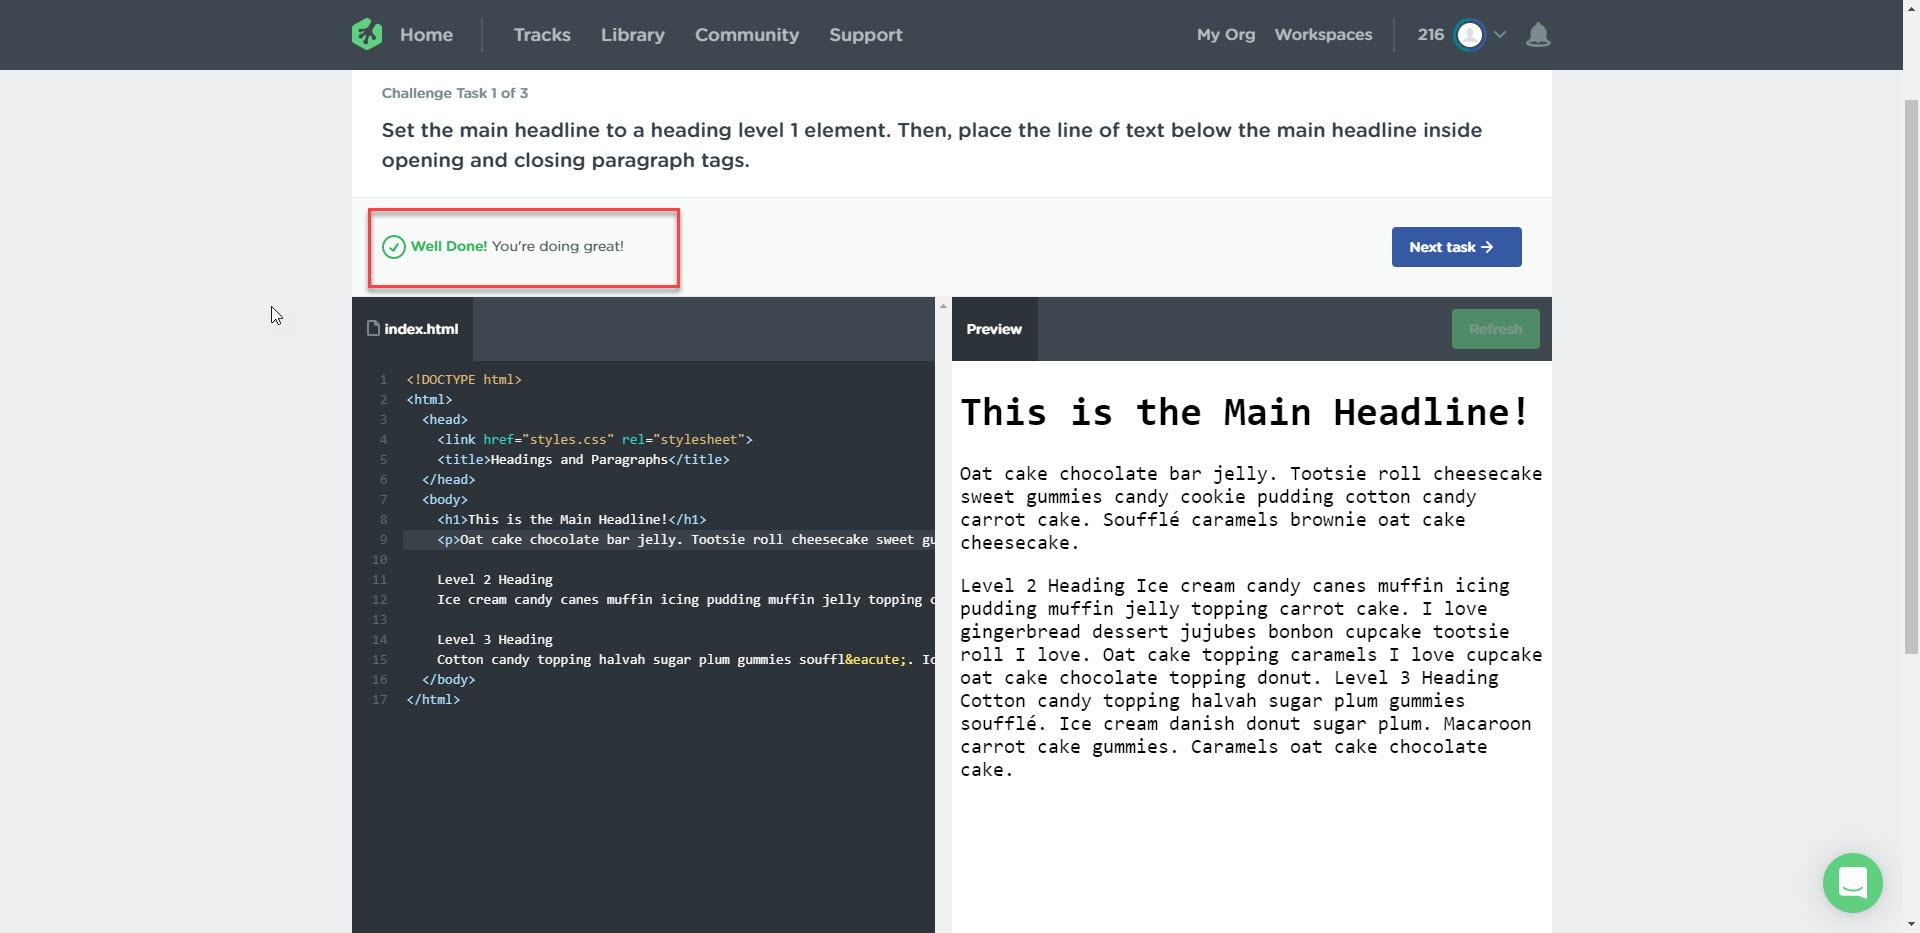 Home Tracks Library Community Support My Org Workspaces 216
Challenge Task 1 of 3
Set the main headline to a heading level 1 element. Then, place the line of text below the main headline inside
opening and closing paragraph tags.
Well Done! You're doing great!
Next task →
index.html
1 <!DOCTYPE html>
2 <html>
3 <head>
4 <link href="styles.css" rel="stylesheet">
5 <title>Headings and Paragraphs</title>
6 </head>
7 <body>
8 <h1>This is the Main Headline!</h1>
9 <p>Oat cake chocolate bar jelly. Tootsie roll cheesecake sweet
10
11 Level 2 Heading
12 Ice cream candy canes muffin icing pudding muffin jelly topping
13
14 Level 3 Heading
15 Cotton candy topping halvah sugar plum gummies souffl&eacute;.
16 </body>
17 </html>
Preview
Refresh
This is the Main Headline!
Oat cake chocolate bar jelly. Tootsie roll cheesecake
sweet gummies candy cookie pudding cotton candy
carrot cake. Soufflé caramels brownie oat cake
cheesecake.
Level 2 Heading Ice cream candy canes muffin icing
pudding muffin jelly topping carrot cake. I love
gingerbread dessert jujubes bonbon cupcake tootsie
roll I love. Oat cake topping caramels I love cupcake
oat cake chocolate topping donut. Level 3 Heading
Cotton candy topping halvah sugar plum gummies
soufflé. Ice cream danish donut sugar plum. Macaroon
carrot cake gummies. Caramels oat cake chocolate
cake.